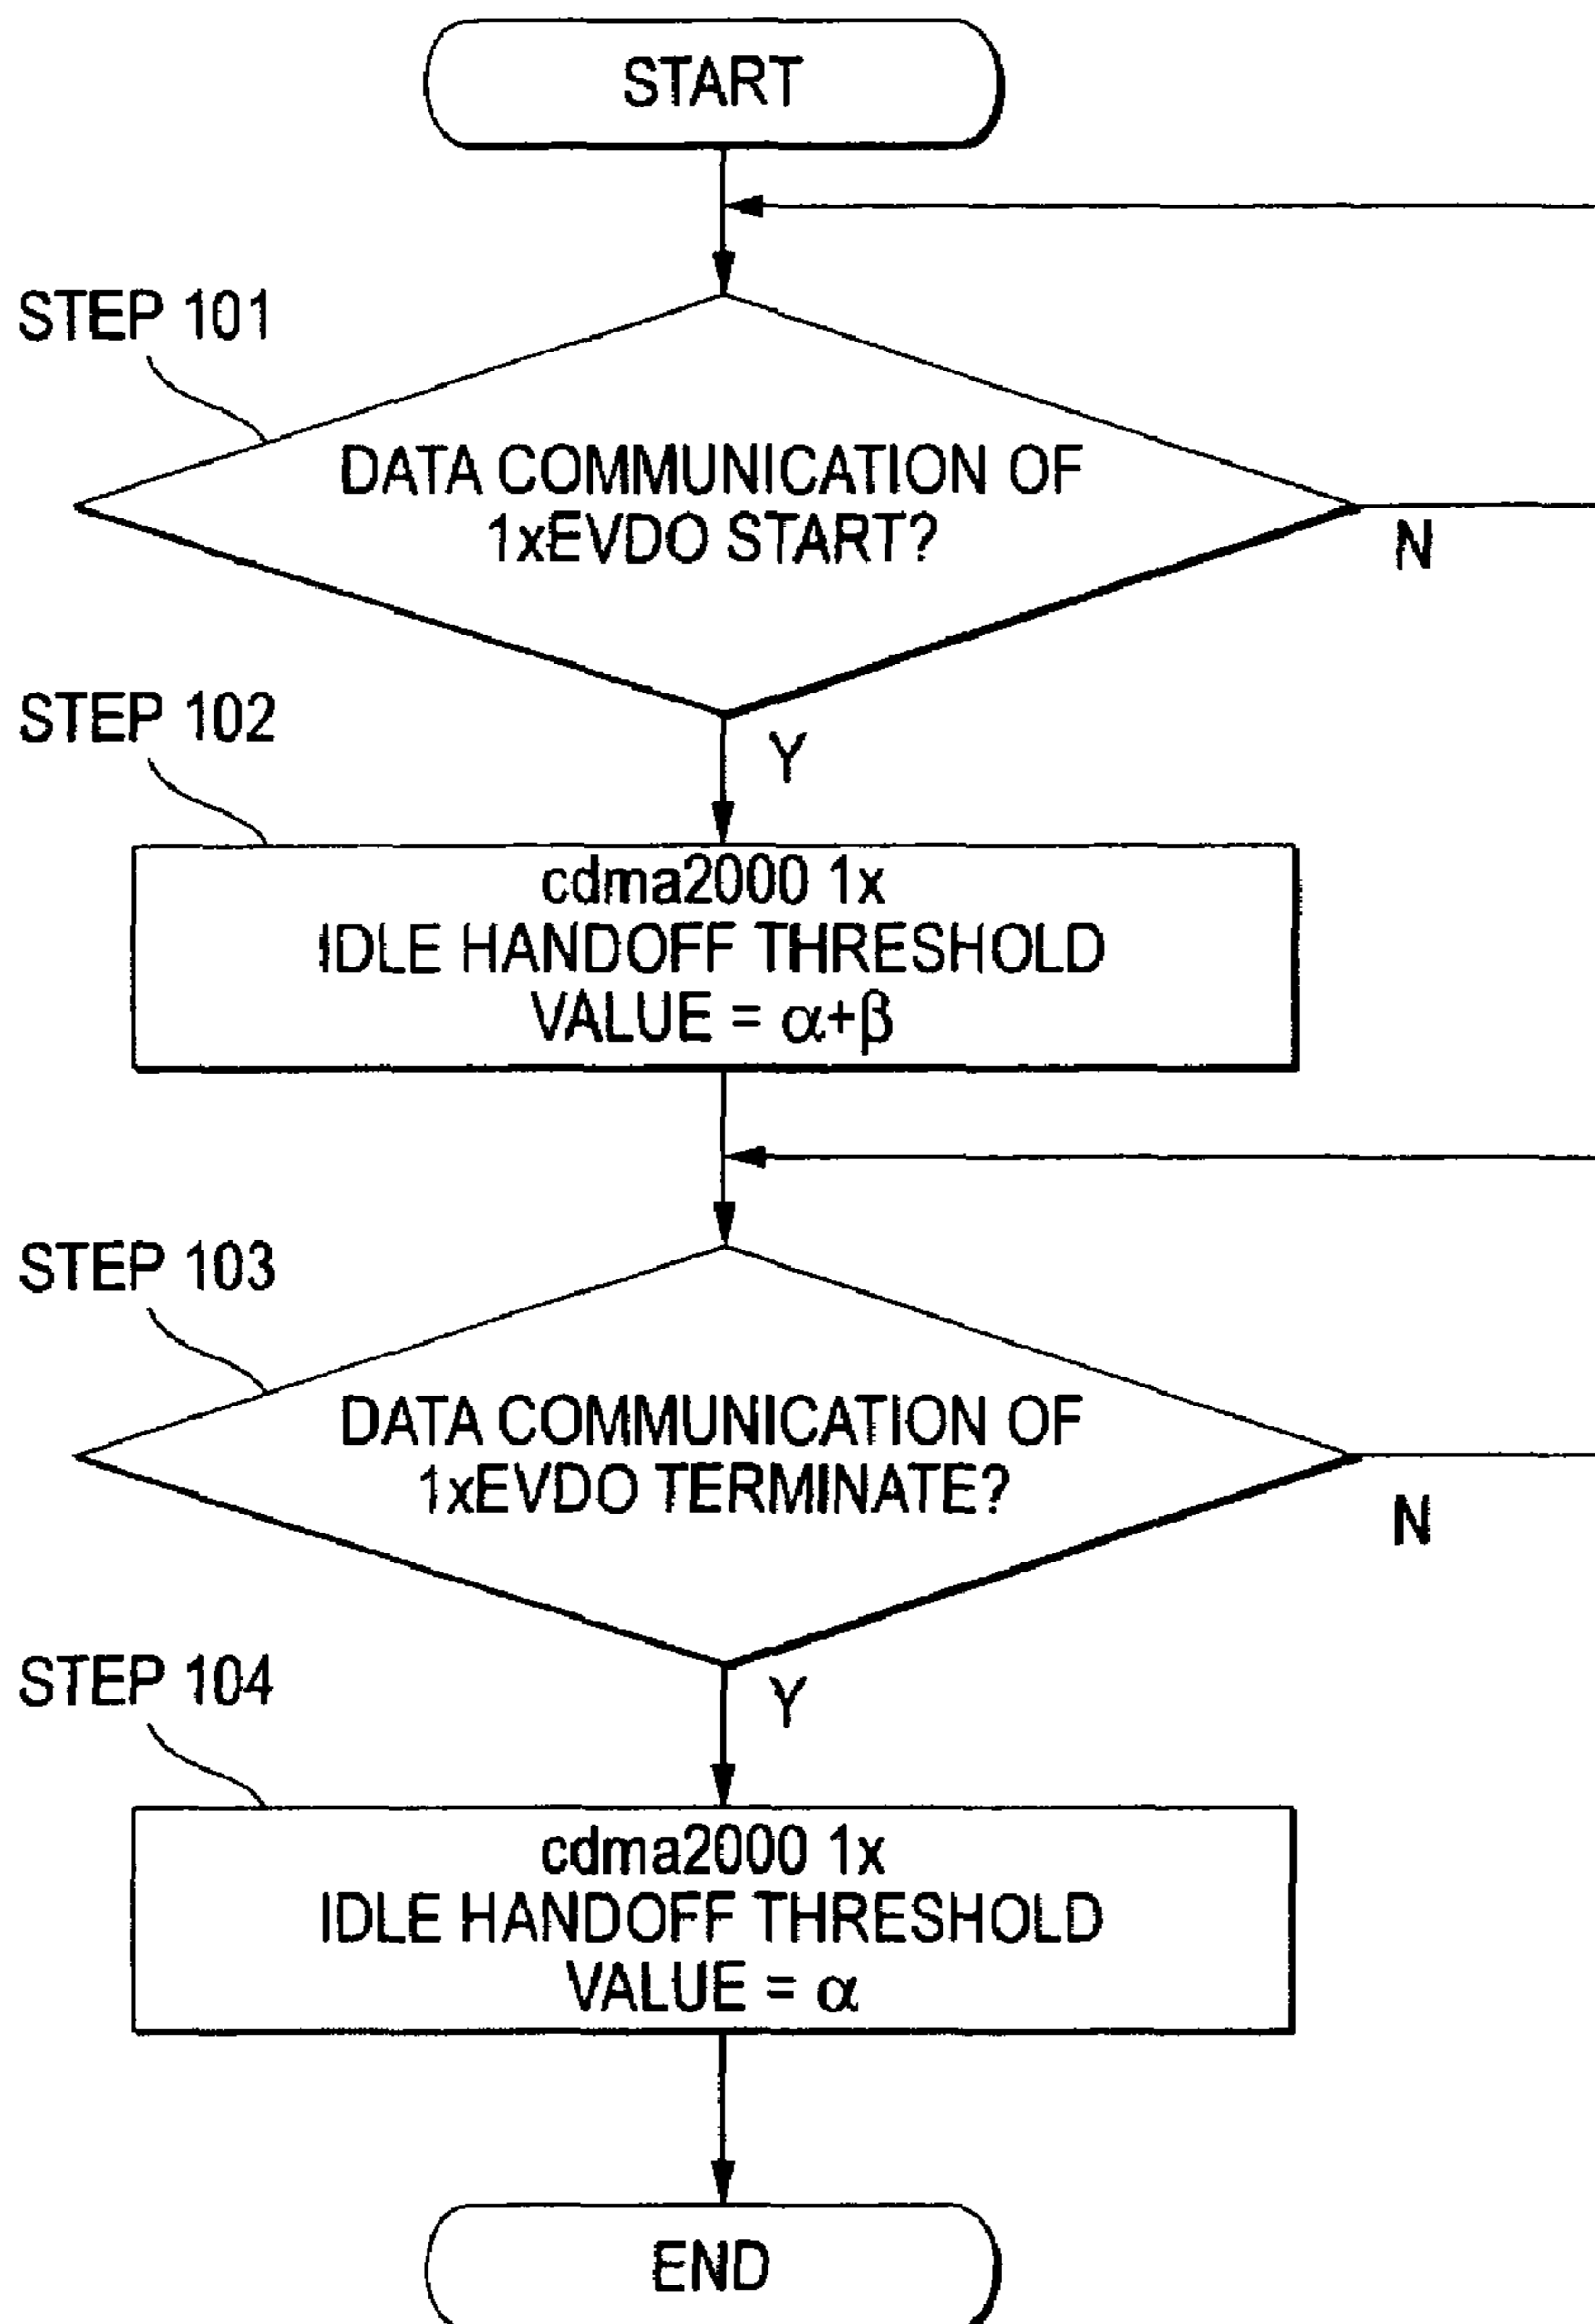 START
STEP 101
DATA COMMUNICATION OF
1xEVDO START?
N
STEP 102
Y
cdma2000 1x
IDLE HANDOFF THRESHOLD
VALUE = α+β
STEP 103
DATA COMMUNICATION OF
1xEVDO TERMINATE?
N
STEP 104
Y
cdma2000 1x
IDLE HANDOFF THRESHOLD
VALUE = α
END